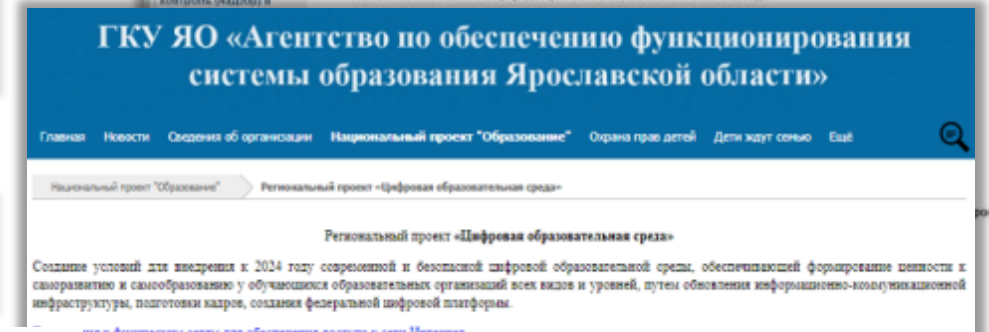 контроль (надзор) в
ГКУ ЯО «Агентство по обеспечению функционирования
системы образования Ярославской области»
Главная Новости Сведения об организации Национальный проект "Образование" Охрана прав детей Дети ждут семью Ещё
Национальный проект "Образование" Региональный проект «Цифровая образовательная среда»
Региональный проект «Цифровая образовательная среда»
Создание условий для внедрения к 2024 году современной и безопасной цифровой образовательной среды, обеспечивающей формирование ценности к
саморазвитию и самообразованию у обучающихся образовательных организаций всех видов и уровней, путем обновления информационно-коммуникационной
инфраструктуры, подготовки кадров, создания федеральной цифровой платформы.